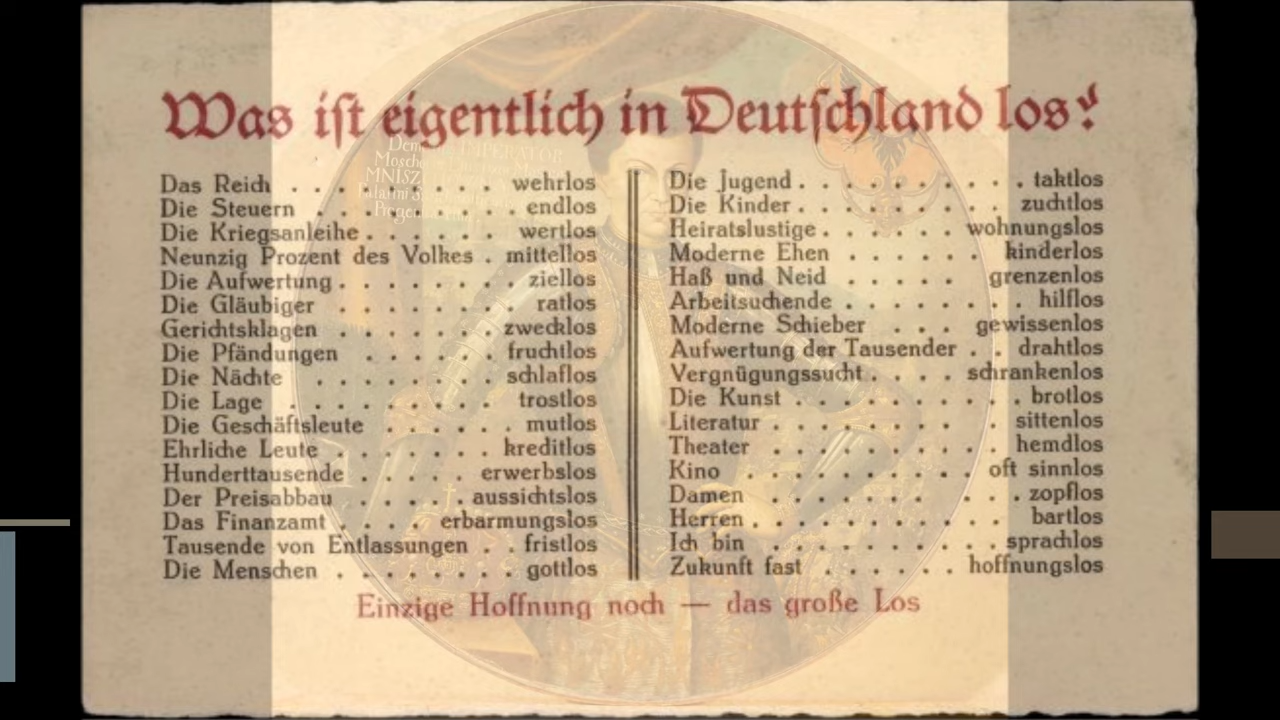 Was ist eigentlich in Deutschland los?
Das Reich . . . . . . . . . wehrlos
Die Steuern . . . . . . . . endlos
Die Kriegsanleihe . . . . . . wertlos
Neunzig Prozent des Volkes . mittellos
Die Aufwertung . . . . . . . ziellos
Die Gläubiger . . . . . . . ratlos
Gerichtsklagen . . . . . . . zwecklos
Die Pfändungen . . . . . . fruchtlos
Die Nächte . . . . . . . . schlaflos
Die Lage . . . . . . . . . trostlos
Die Geschäftsleute . . . . . . mutlos
Ehrliche Leute . . . . . . . kreditlos
Hunderttausende . . . . . erwerbslos
Der Preisabbau . . . . . aussichtslos
Das Finanzamt . . . . erbarmungslos
Tausende von Entlassungen . . fristlos
Die Menschen . . . . . . . . gottlos
Die Jugend . . . . . . . . . . taktlos
Die Kinder . . . . . . . . . zuchtlos
Heiratslustige . . . . . . wohnungslos
Moderne Ehen . . . . . . kinderlos
Haß und Neid . . . . . . grenzenlos
Arbeitsuchende . . . . . . . . hilflos
Moderne Schieber . . . gewissenlos
Aufwertung der Tausender . . drahtlos
Vergnügungssucht . . . . schrankenlos
Die Kunst . . . . . . . . . . brotlos
Literatur . . . . . . . . . . sittenlos
Theater . . . . . . . . . . hemdlos
Kino . . . . . . . . . oft sinnlos
Damen . . . . . . . . . . . zopflos
Herren . . . . . . . . . . . bartlos
Ich bin . . . . . . . . . . sprachlos
Zukunft fast . . . . . . hoffnungslos
Einzige Hoffnung noch — das große Los